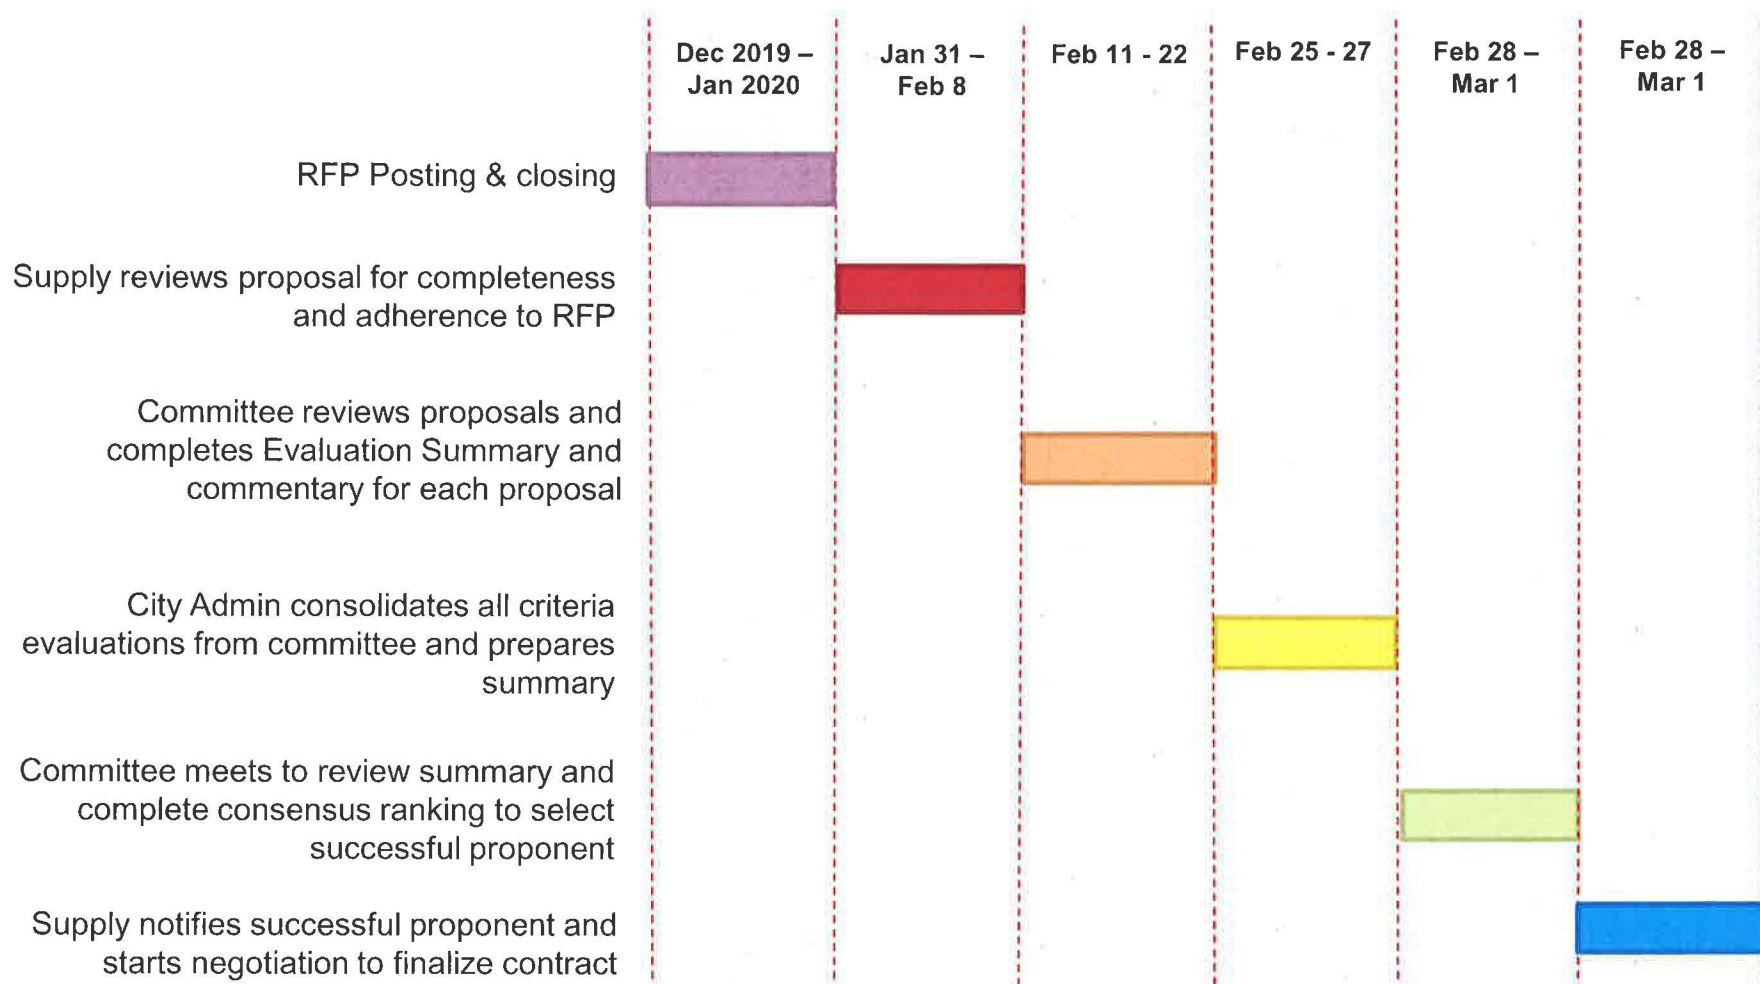 Dec 2019 –
Jan 2020
Jan 31 –
Feb 8
Feb 11 - 22
Feb 25 - 27
Feb 28 –
Mar 1
Feb 28 –
Mar 1
RFP Posting & closing
Supply reviews proposal for completeness
and adherence to RFP
Committee reviews proposals and
completes Evaluation Summary and
commentary for each proposal
City Admin consolidates all criteria
evaluations from committee and prepares
summary
Committee meets to review summary and
complete consensus ranking to select
successful proponent
Supply notifies successful proponent and
starts negotiation to finalize contract